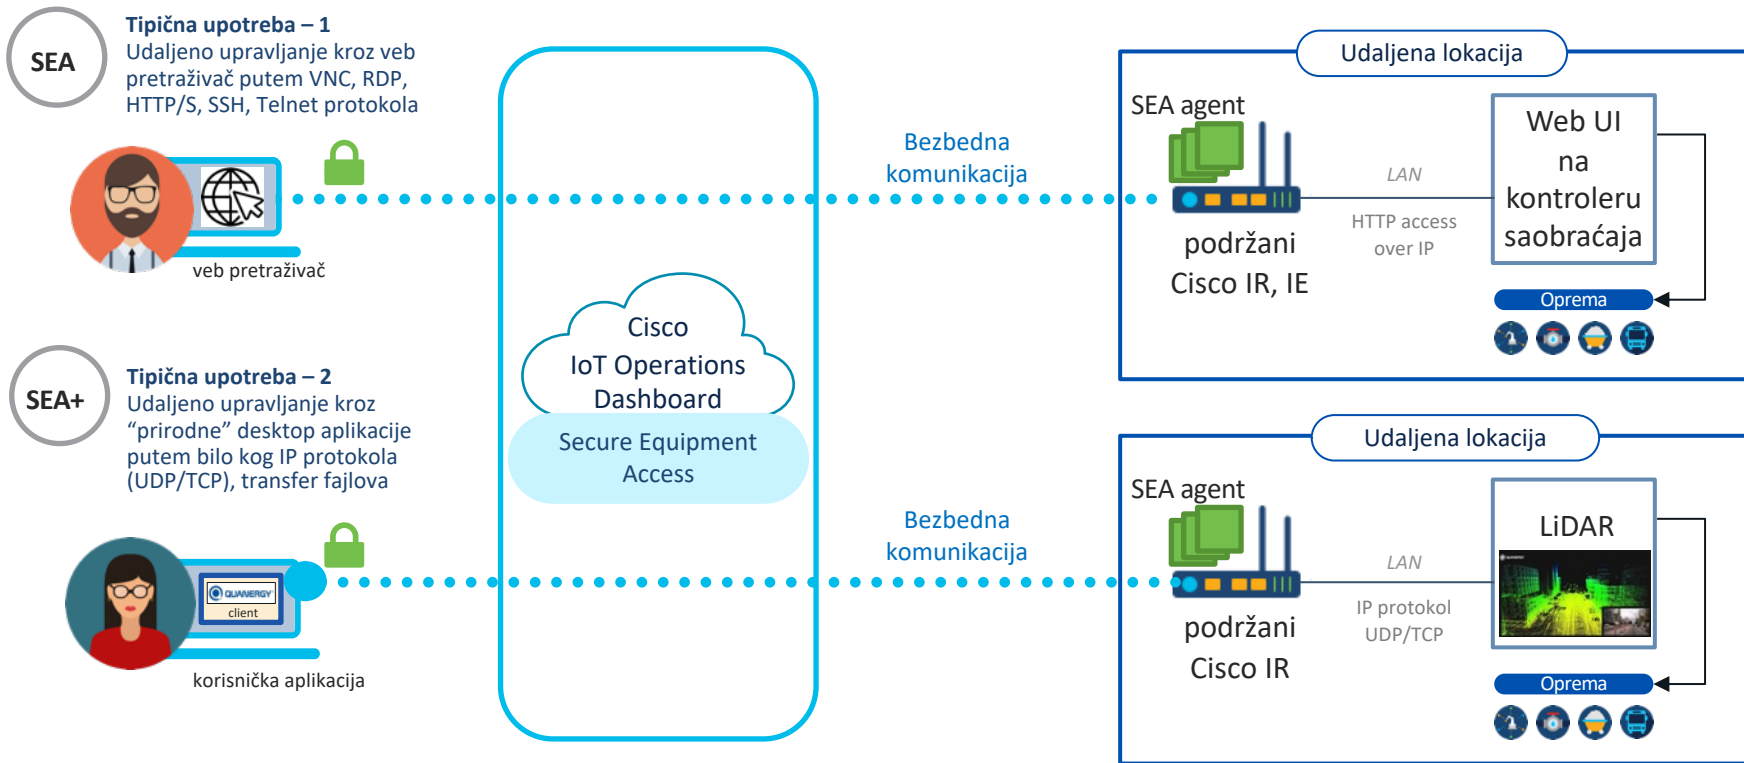 SEA
Tipična upotreba – 1
Udaljeno upravljanje kroz veb
pretraživač putem VNC, RDP,
HTTP/S, SSH, Telnet protokola
veb pretraživač
SEA+
Tipična upotreba – 2
Udaljeno upravljanje kroz
“prirodne” desktop aplikacije
putem bilo kog IP protokola
(UDP/TCP), transfer fajlova
QUANERGY
client
korisnička aplikacija
Cisco
IoT Operations
Dashboard
Secure Equipment
Access
Bezbedna
komunikacija
Bezbedna
komunikacija
Udaljena lokacija
SEA agent
podržani
Cisco IR, IE
LAN
HTTP access
over IP
Web UI
na
kontroleru
saobraćaja
Oprema
Udaljena lokacija
SEA agent
podržani
Cisco IR
LAN
IP protokol
UDP/TCP
LiDAR
Oprema